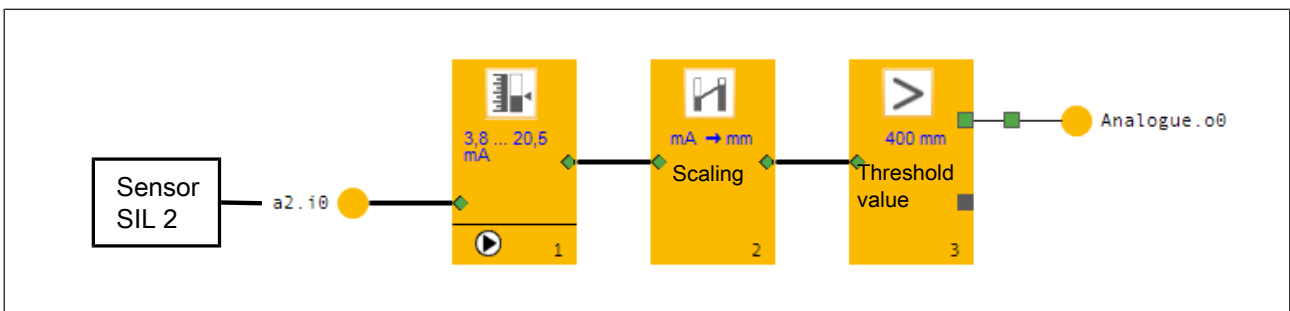 Sensor
SIL 2
a2.i0
3,8 ... 20,5
mA
1
mA → mm
Scaling
2
>
400 mm
Threshold
value
3
Analogue.o0